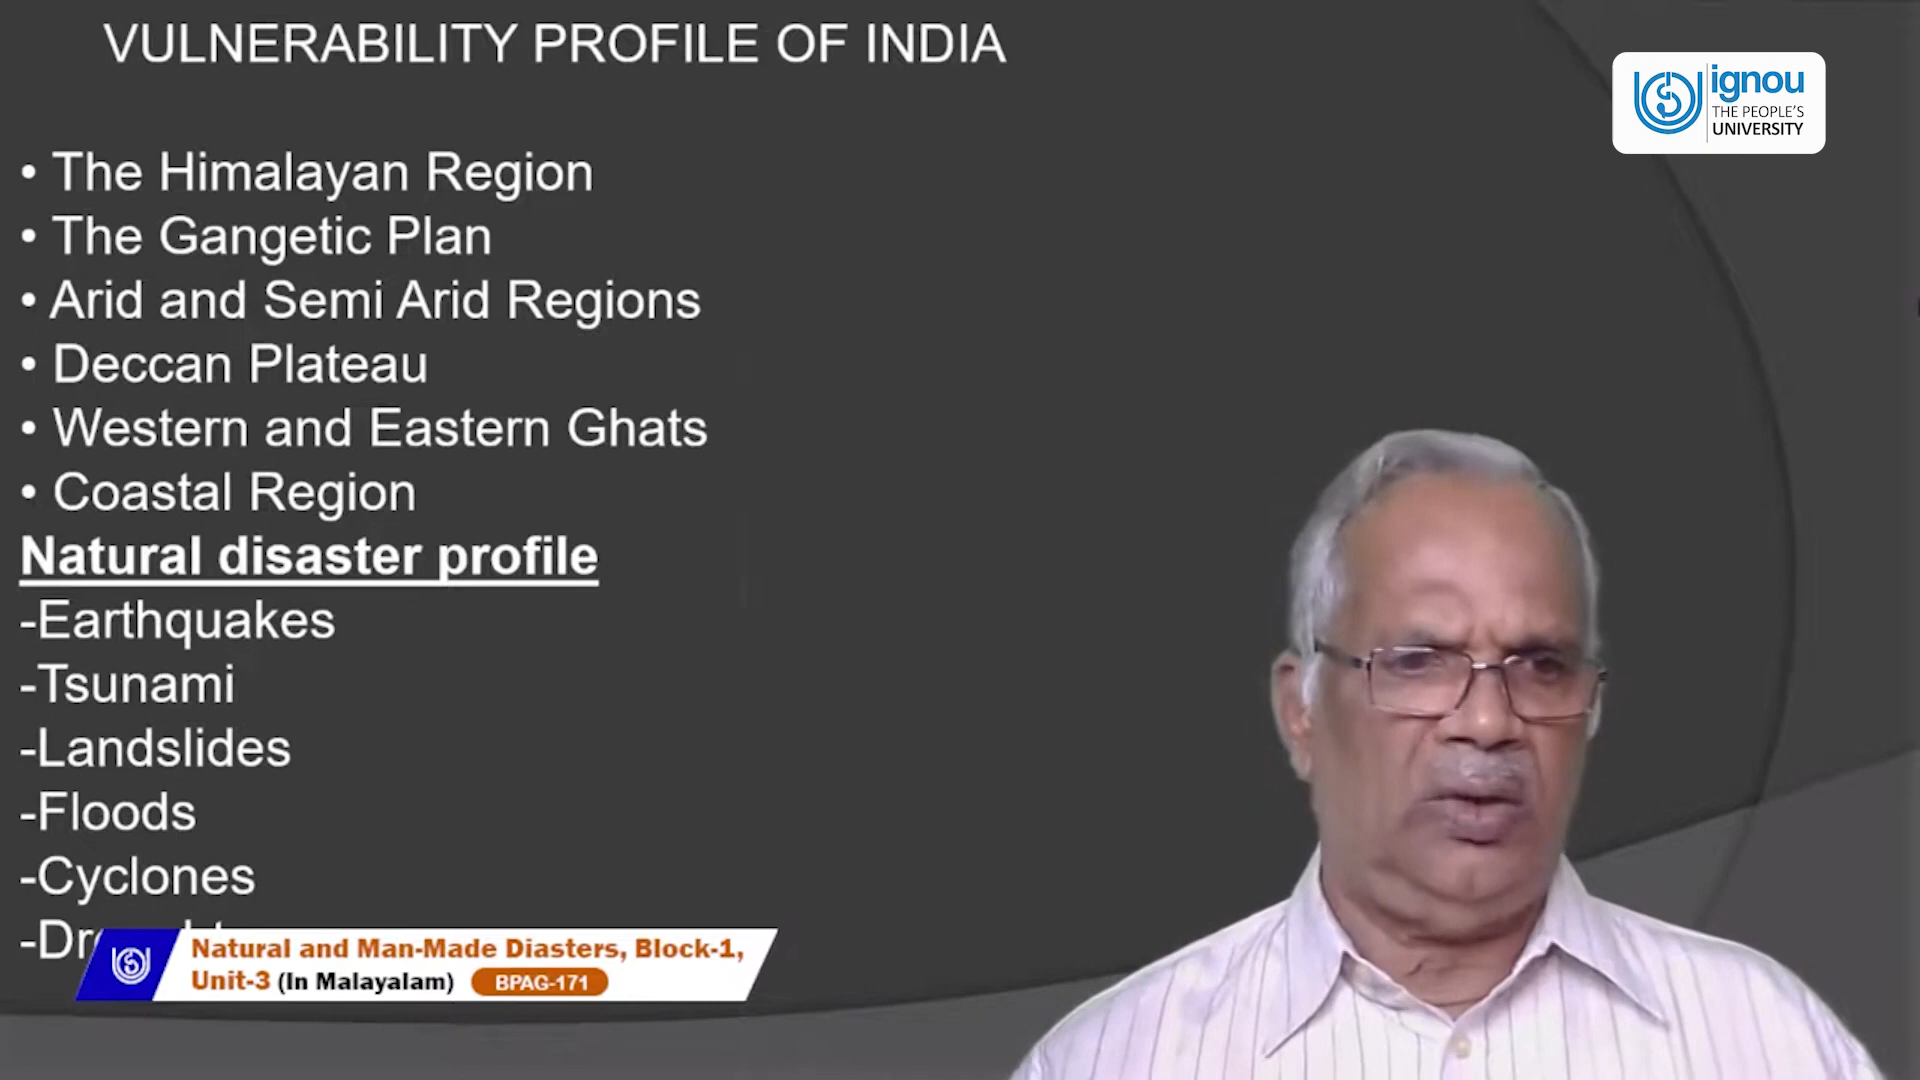 VULNERABILITY PROFILE OF INDIA
ignou
THE PEOPLE'S
UNIVERSITY
• The Himalayan Region
• The Gangetic Plan
• Arid and Semi Arid Regions
• Deccan Plateau
• Western and Eastern Ghats
• Coastal Region
Natural disaster profile
-Earthquakes
-Tsunami
-Landslides
-Floods
-Cyclones
Natural and Man-Made Diasters, Block-1,
Unit-3 (In Malayalam) BPAG-171